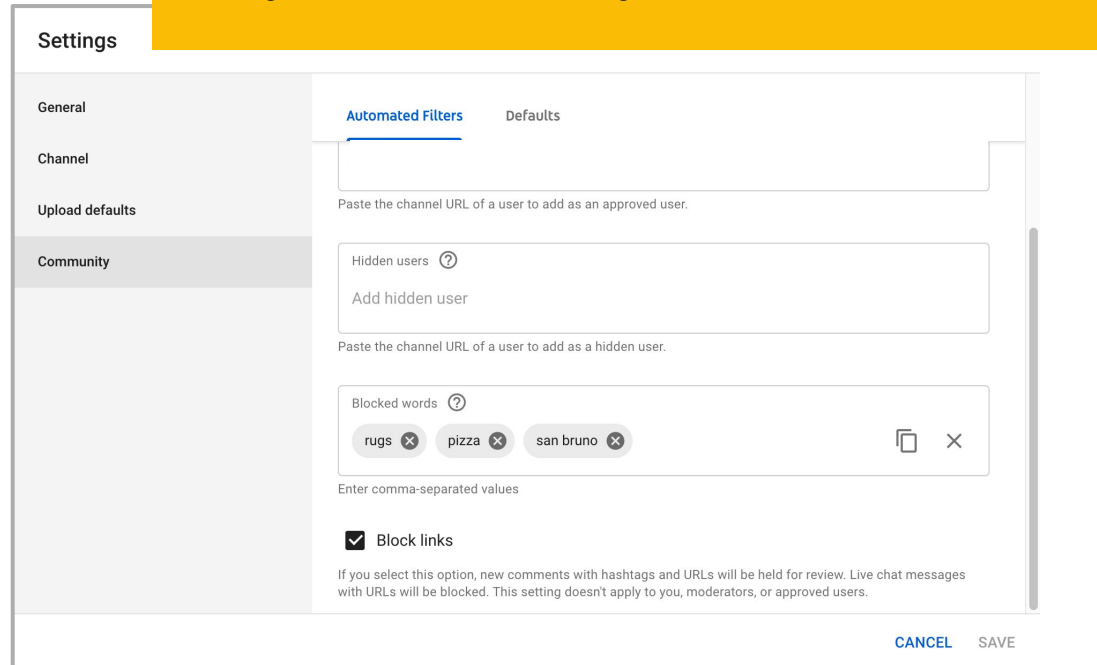 Settings
General
Channel
Upload defaults
Community
Automated Filters Defaults
Paste the channel URL of a user to add as an approved user.
Hidden users
Add hidden user
Paste the channel URL of a user to add as a hidden user.
Blocked words
rugs pizza san bruno
Enter comma-separated values
Block links
If you select this option, new comments with hashtags and URLs will be held for review. Live chat messages
with URLs will be blocked. This setting doesn't apply to you, moderators, or approved users.
CANCEL SAVE